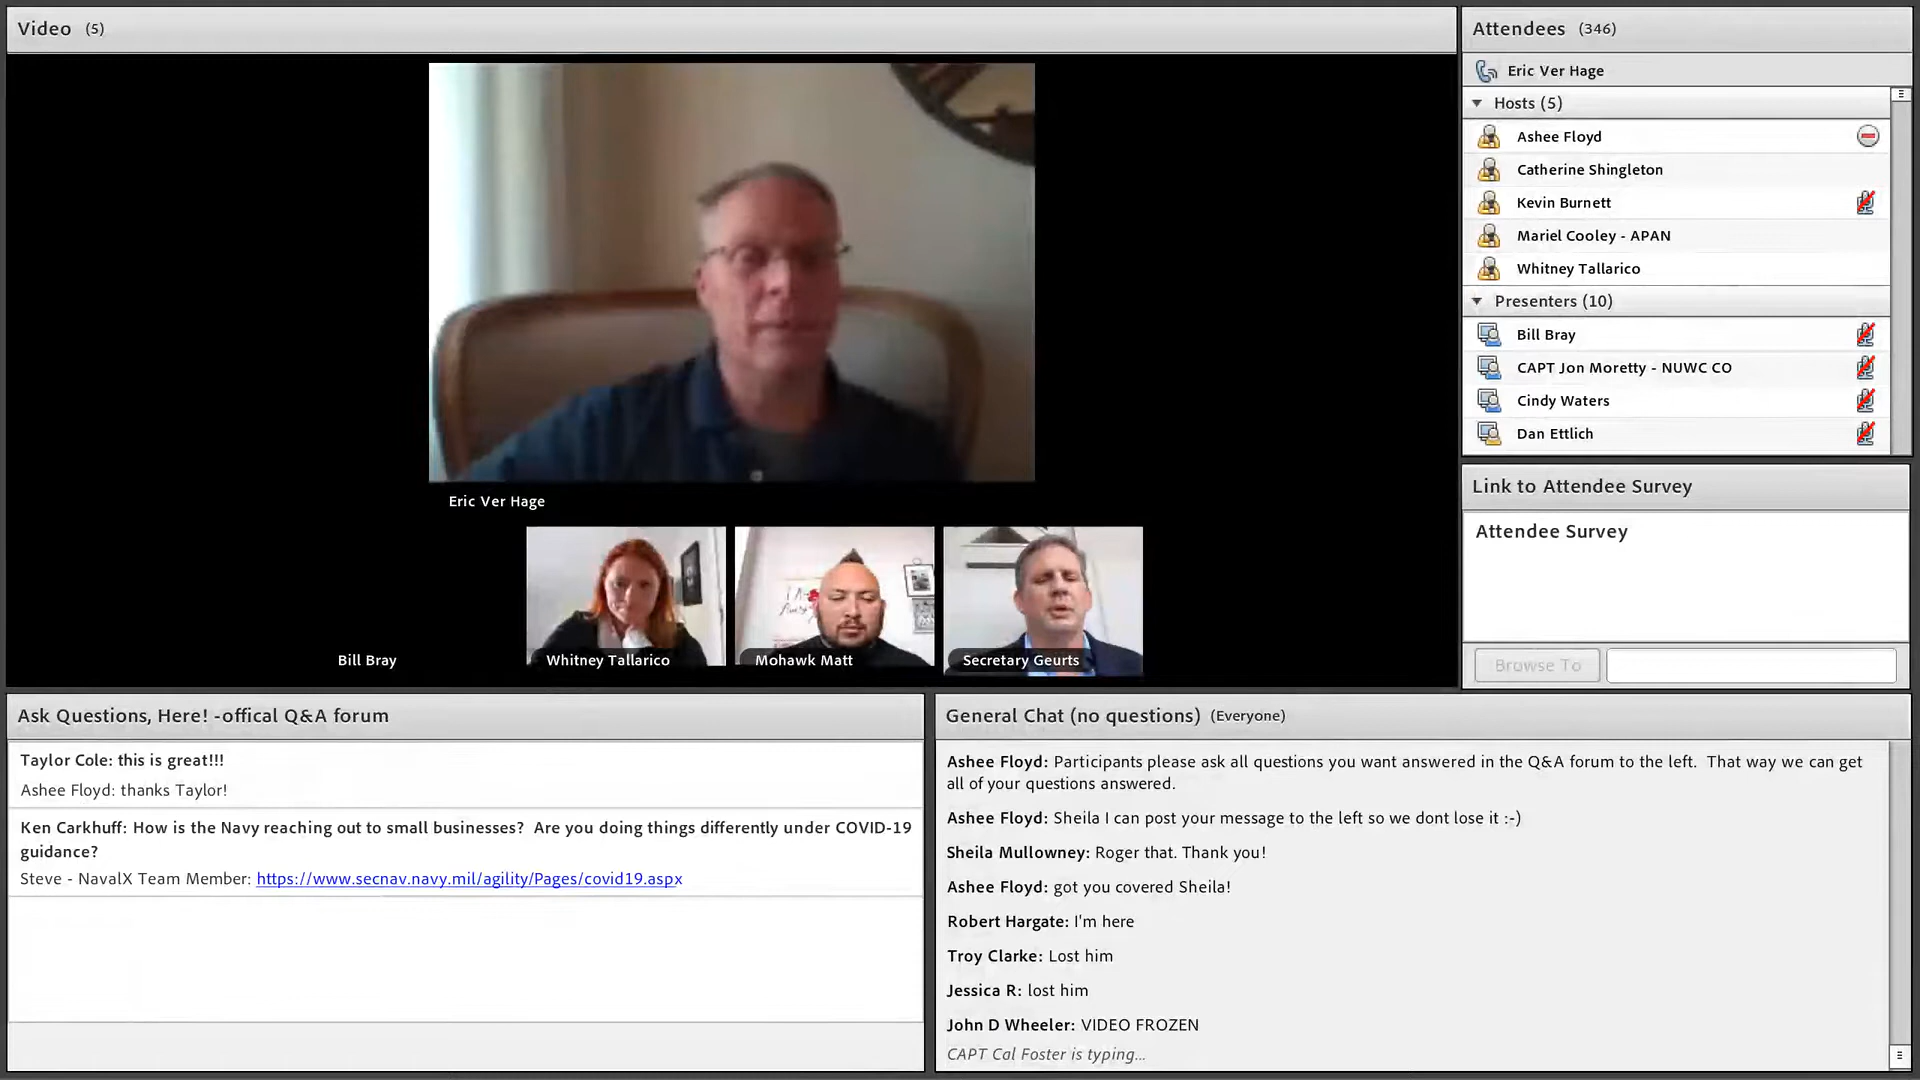 Video (5)
Eric Ver Hage
Bill Bray
Whitney Tallarico
Mohawk Matt
Secretary Geurts
Attendees (346)
Eric Ver Hage
Hosts (5)
Ashee Floyd
Catherine Shingleton
Kevin Burnett
Mariel Cooley - APAN
Whitney Tallarico
Presenters (10)
Bill Bray
CAPT Jon Moretty - NUWC CO
Cindy Waters
Dan Ettlich
Link to Attendee Survey
Attendee Survey
Browse To
Ask Questions, Here! -offical Q&A forum
Taylor Cole: this is great!!!
Ashee Floyd: thanks Taylor!
Ken Carkhuff: How is the Navy reaching out to small businesses?  Are you doing things differently under COVID-19
guidance?
Steve - NavalX Team Member: https://www.secnav.navy.mil/agility/Pages/covid19.aspx
General Chat (no questions) (Everyone)
Ashee Floyd: Participants please ask all questions you want answered in the Q&A forum to the left.  That way we can get
all of your questions answered.
Ashee Floyd: Sheila I can post your message to the left so we dont lose it :-)
Sheila Mullowney: Roger that. Thank you!
Ashee Floyd: got you covered Sheila!
Robert Hargate: I'm here
Troy Clarke: Lost him
Jessica R: lost him
John D Wheeler: VIDEO FROZEN
CAPT Cal Foster is typing...